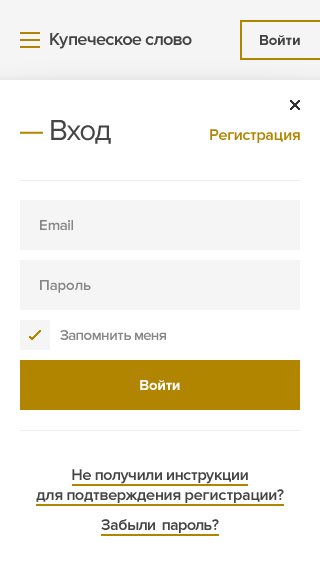 Купеческое слово
Войти
Вход
Регистрация
Email
Пароль
Запомнить меня
Войти
Не получили инструкции
для подтверждения регистрации?
Забыли пароль?